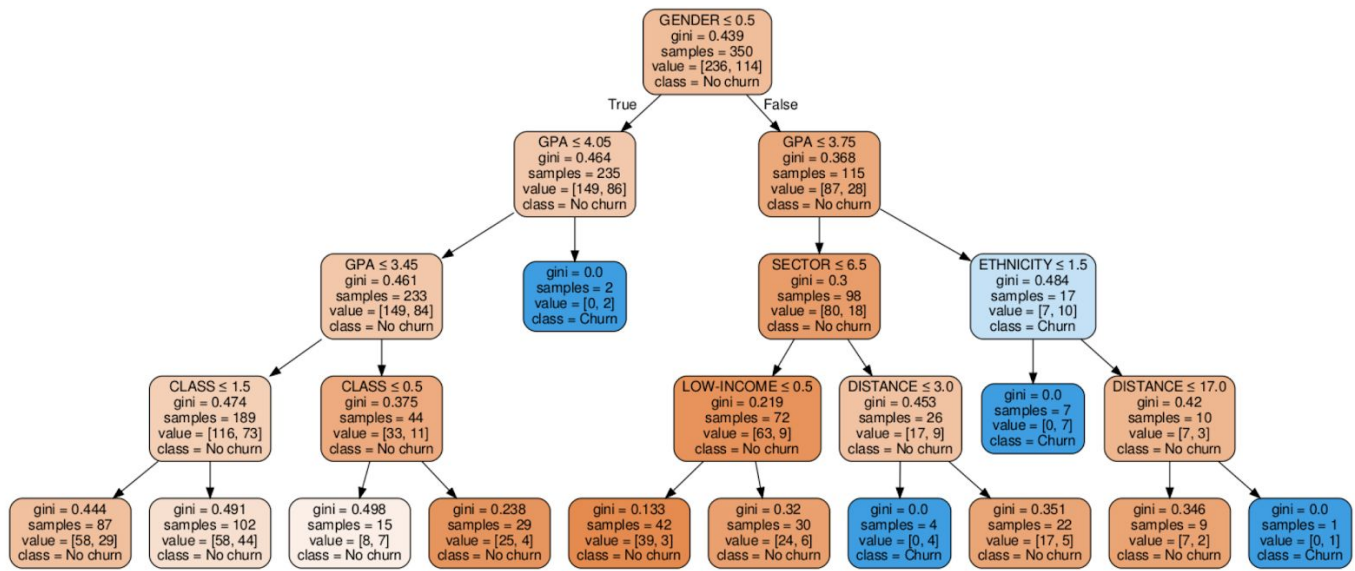 GENDER ≤ 0.5
gini = 0.439
samples = 350
value = [236, 114]
class = No churn
True
False
GPA ≤ 4.05
gini = 0.464
samples = 235
value = [149, 86]
class = No churn
GPA ≤ 3.75
gini = 0.368
samples = 115
value = [87, 28]
class = No churn
GPA ≤ 3.45
gini = 0.461
samples = 233
value = [149, 84]
class = No churn
gini = 0.0
samples = 2
value = [0, 2]
class = Churn
SECTOR ≤ 6.5
gini = 0.3
samples = 98
value = [80, 18]
class = No churn
ETHNICITY ≤ 1.5
gini = 0.484
samples = 17
value = [7, 10]
class = Churn
CLASS ≤ 1.5
gini = 0.474
samples = 189
value = [116, 73]
class = No churn
CLASS ≤ 0.5
gini = 0.375
samples = 44
value = [33, 11]
class = No churn
LOW-INCOME ≤ 0.5
gini = 0.219
samples = 72
value = [63, 9]
class = No churn
DISTANCE ≤ 3.0
gini = 0.453
samples = 26
value = [17, 9]
class = No churn
gini = 0.0
samples = 7
value = [0, 7]
class = Churn
DISTANCE ≤ 17.0
gini = 0.42
samples = 10
value = [7, 3]
class = No churn
gini = 0.444
samples = 87
value = [58, 29]
class = No churn
gini = 0.491
samples = 102
value = [58, 44]
class = No churn
gini = 0.498
samples = 15
value = [8, 7]
class = No churn
gini = 0.238
samples = 29
value = [25, 4]
class = No churn
gini = 0.133
samples = 42
value = [39, 3]
class = No churn
gini = 0.32
samples = 30
value = [24, 6]
class = No churn
gini = 0.0
samples = 4
value = [0, 4]
class = Churn
gini = 0.351
samples = 22
value = [17, 5]
class = No churn
gini = 0.346
samples = 9
value = [7, 2]
class = No churn
gini = 0.0
samples = 1
value = [0, 1]
class = Churn